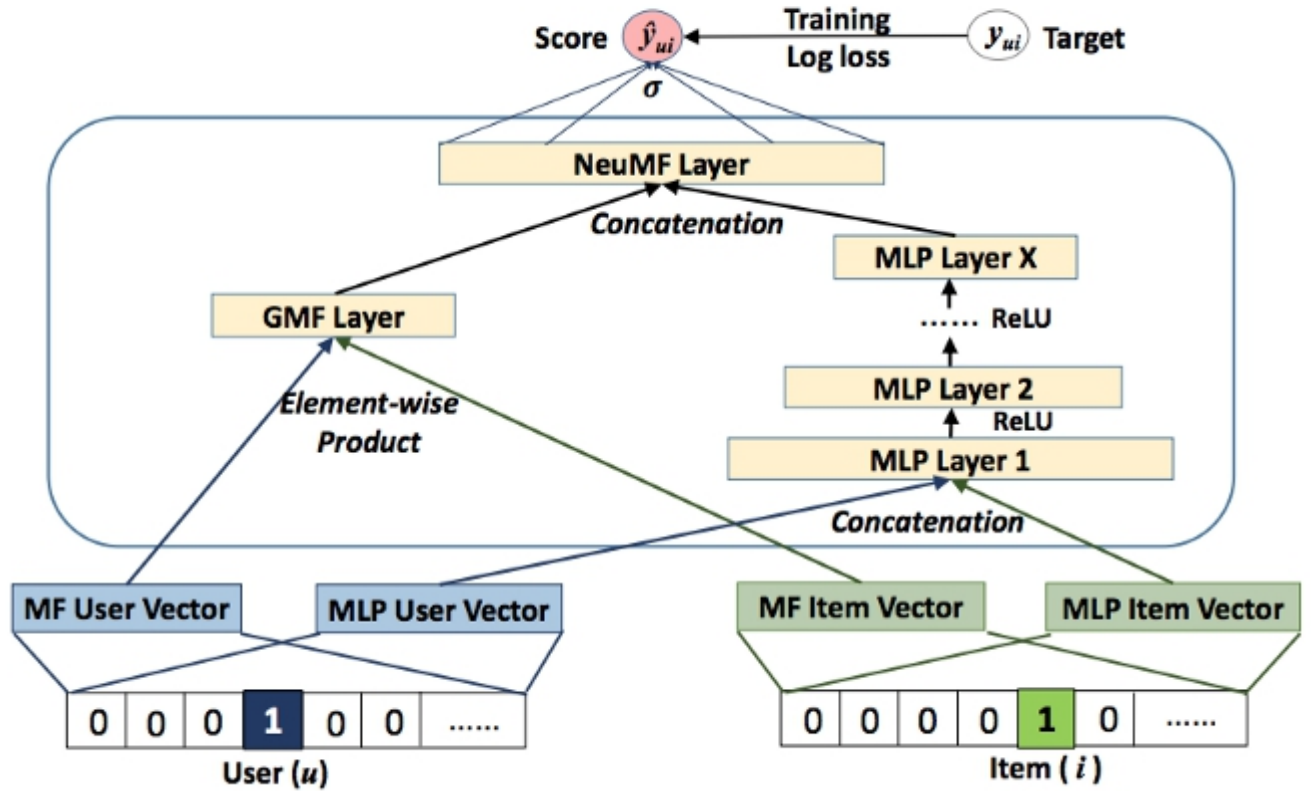 Training
Score ŷui yui Target
Log loss
σ
NeuMF Layer
Concatenation
MLP Layer X
GMF Layer
...... ReLU
Element-wise
Product
MLP Layer 2
ReLU
MLP Layer 1
Concatenation
MF User Vector MLP User Vector MF Item Vector MLP Item Vector
0 0 0 1 0 0 ...... 0 0 0 0 1 0 ......
User (u) Item ( i )